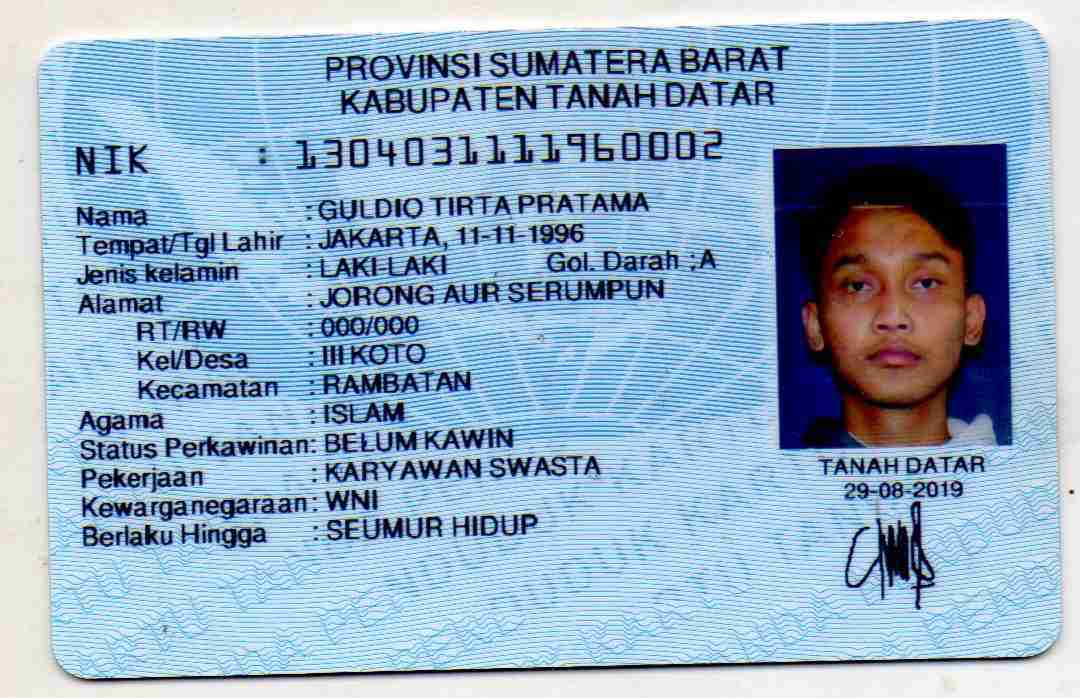 PROVINSI SUMATERA BARAT
KABUPATEN TANAH DATAR
NIK : 1304031111960002
Nama : GULDIO TIRTA PRATAMA
Tempat/Tgl Lahir : JAKARTA, 11-11-1996
Jenis kelamin : LAKI-LAKI Gol. Darah : A
Alamat : JORONG AUR SERUMPUN
RT/RW : 000/000
Kel/Desa : III KOTO
Kecamatan : RAMBATAN
Agama : ISLAM
Status Perkawinan: BELUM KAWIN
Pekerjaan : KARYAWAN SWASTA
Kewarganegaraan: WNI
Berlaku Hingga : SEUMUR HIDUP
TANAH DATAR
29-08-2019